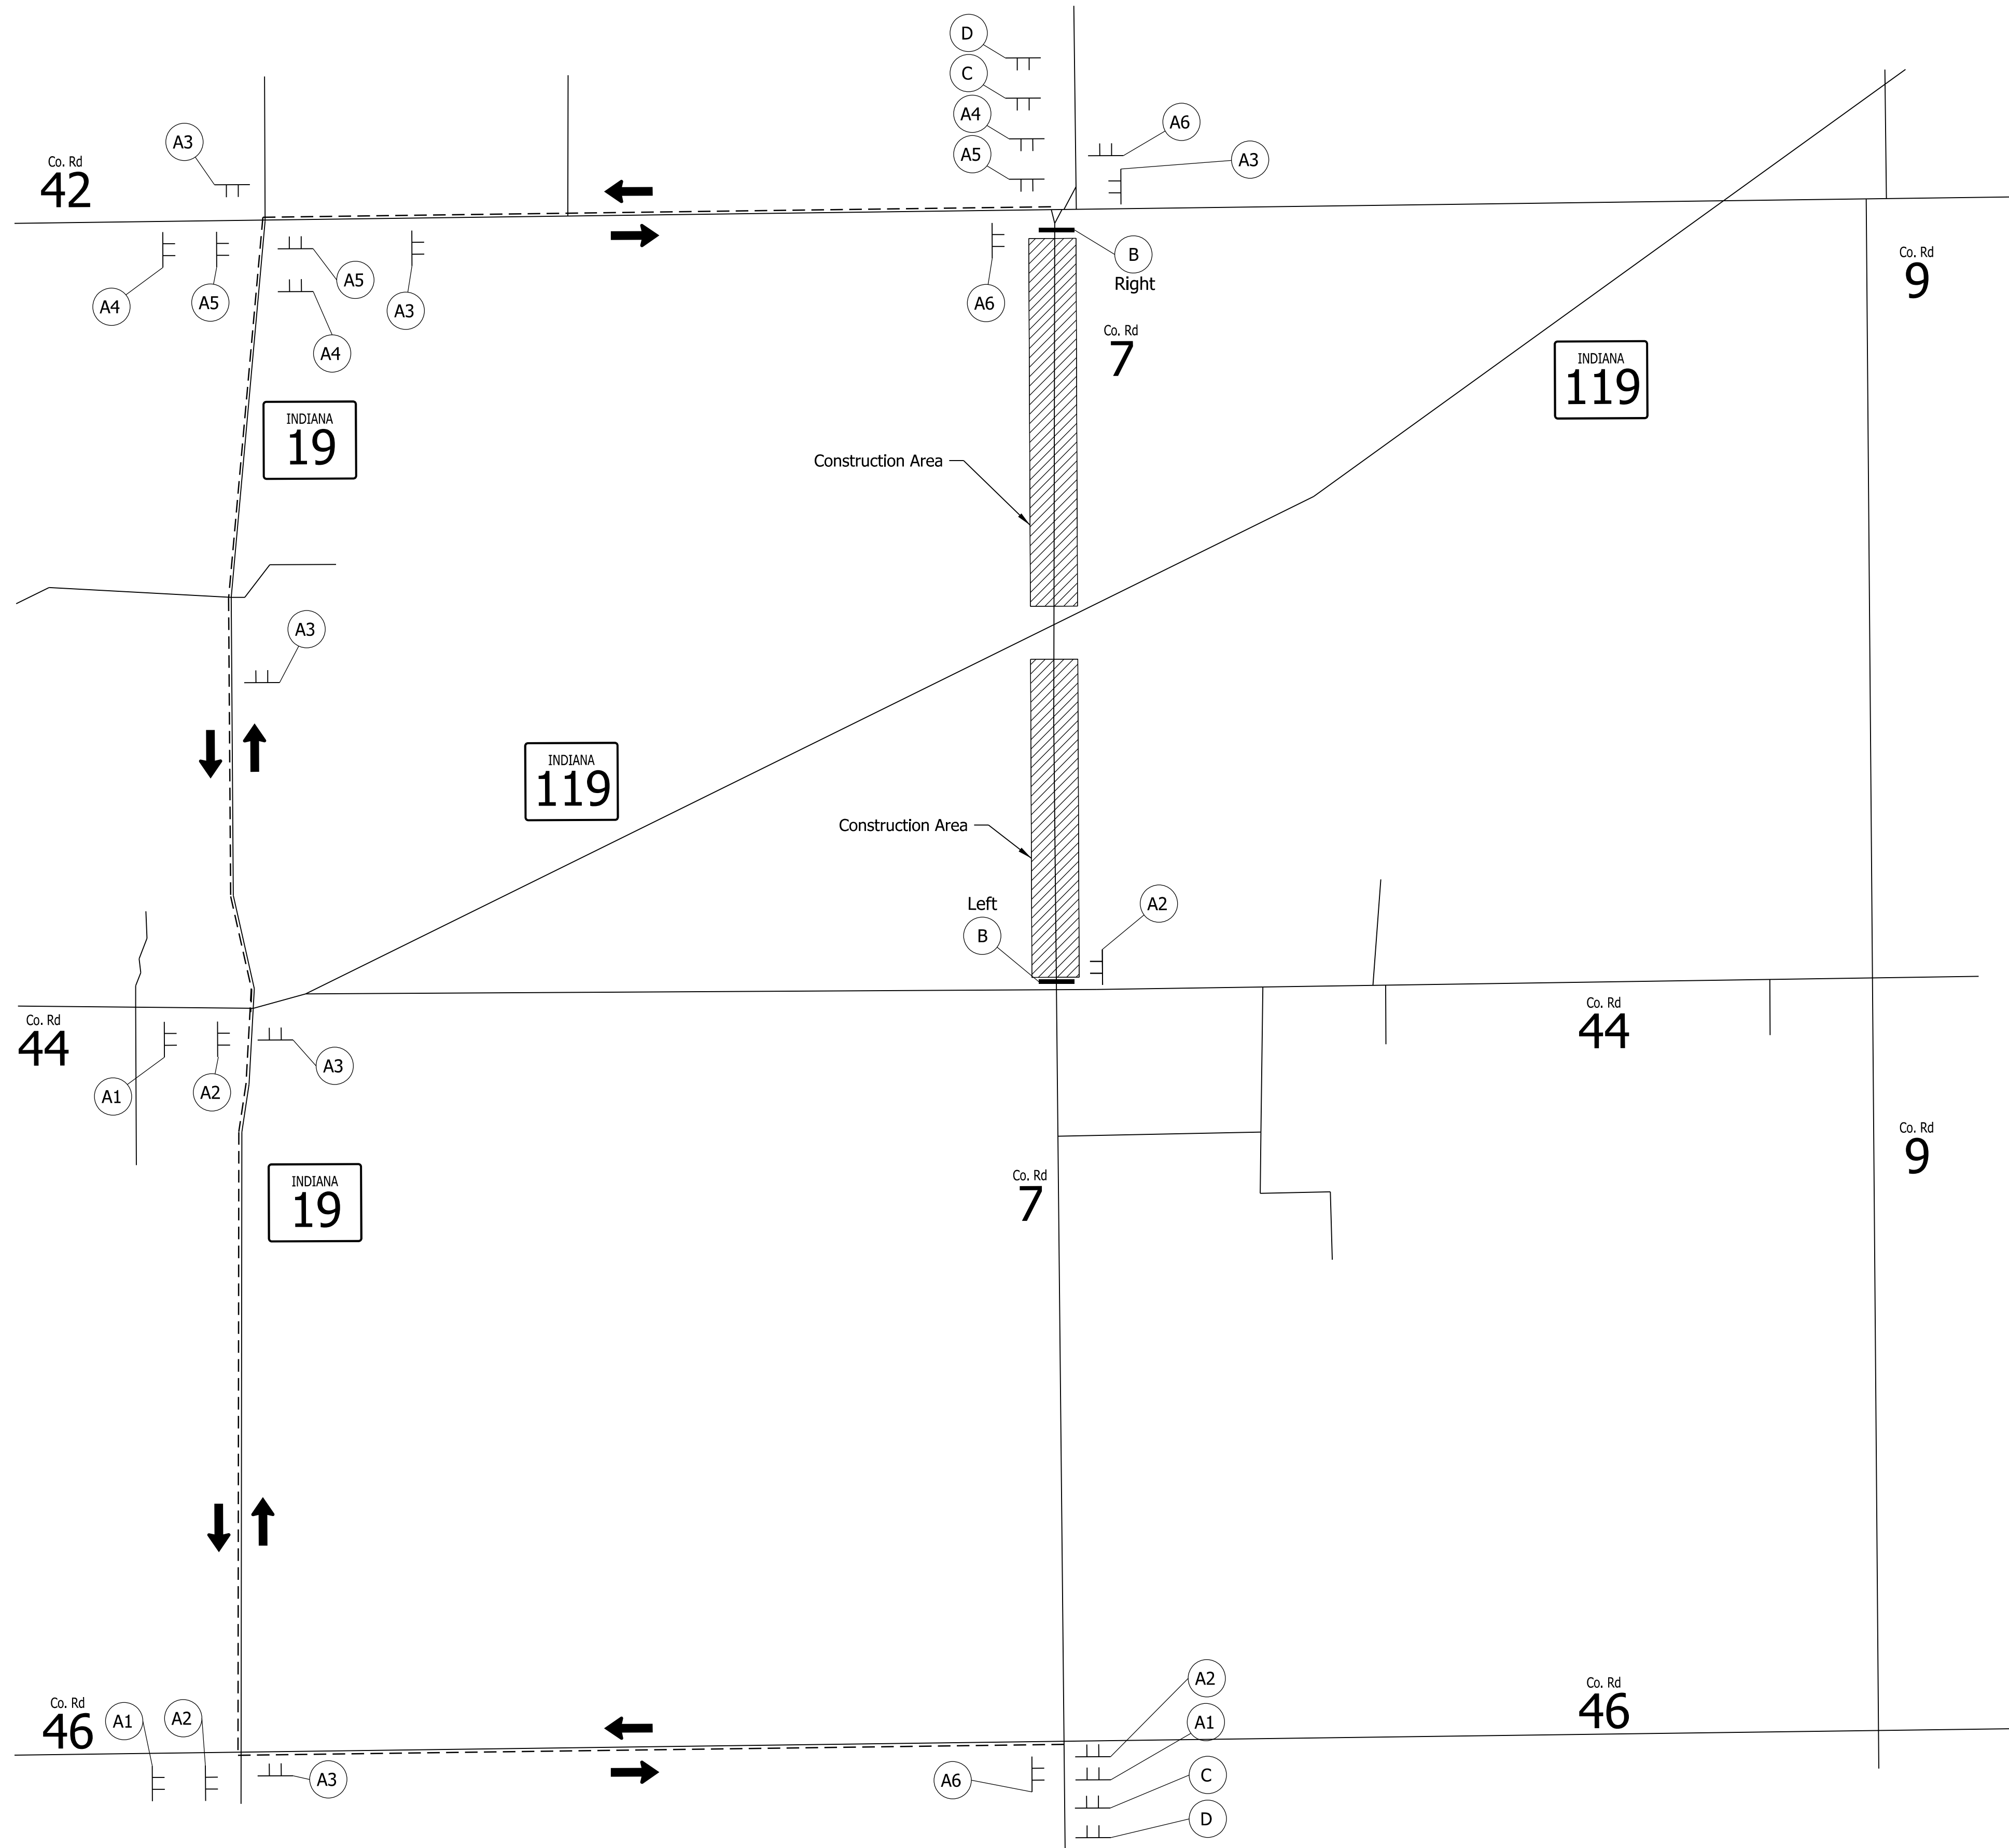 D
C
A4
A5
A6
A3
A3
Co. Rd
42
A4
A5
A5
A3
A4
A6
B
Right
Co. Rd
9
Co. Rd
7
INDIANA
119
INDIANA
19
Construction Area
A3
INDIANA
119
Construction Area
Left
B
A2
Co. Rd
44
Co. Rd
44
A1
A2
A3
Co. Rd
9
INDIANA
19
Co. Rd
7
A2
A1
C
D
Co. Rd
46
Co. Rd
46
A1
A2
A3
A6